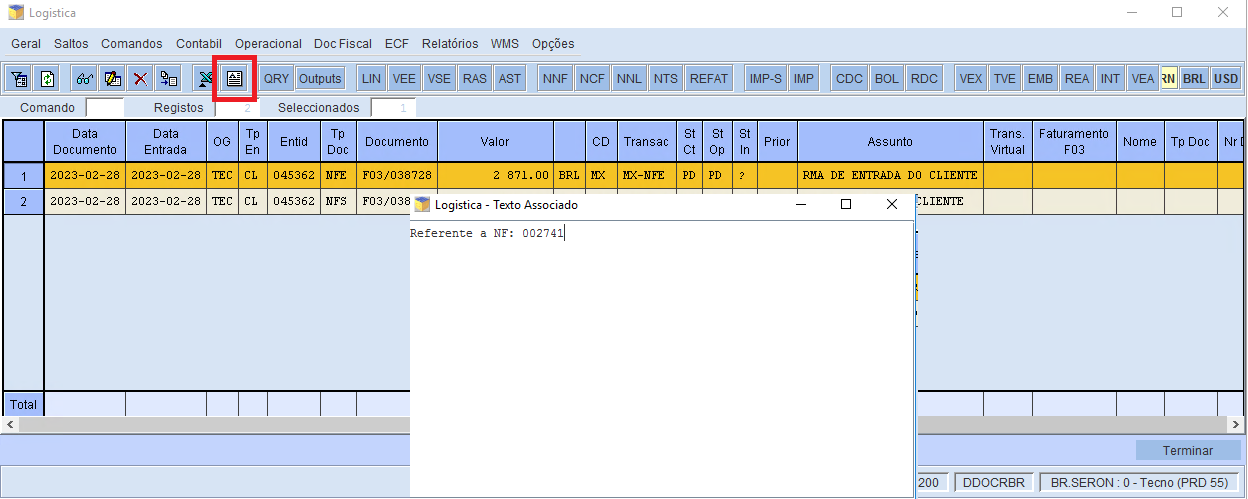 Logistica
Geral Saltos Comandos Contabil Operacional Doc Fiscal ECF Relatórios WMS Opções
QRY Outputs LIN VEE VSE RAS AST NNF NCF NNL NTS REFAT IMP-S IMP CDC BOL RDC VEX TVE EMB REA INT VEA RN BRL USD
Comando Registos 2 Seleccionados 1
Data Documento Data Entrada OG Tp En Entid Tp Doc Documento Valor CD Transac St Ct St Op St In Prior Assunto Trans. Virtual Faturamento F03 Nome Tp Doc Nr
1 2023-02-28 2023-02-28 TEC CL 045362 NFE F03/038728 2 871.00 BRL MX MX-NFE PD PD ? RMA DE ENTRADA DO CLIENTE
2 2023-02-28 2023-02-28 TEC CL 045362 NFS F03/038 CLIENTE
Logistica - Texto Associado
Referente a NF: 002741
Total
Terminar
200 DDOCRBR BR.SERON : 0 - Tecno (PRD 55)